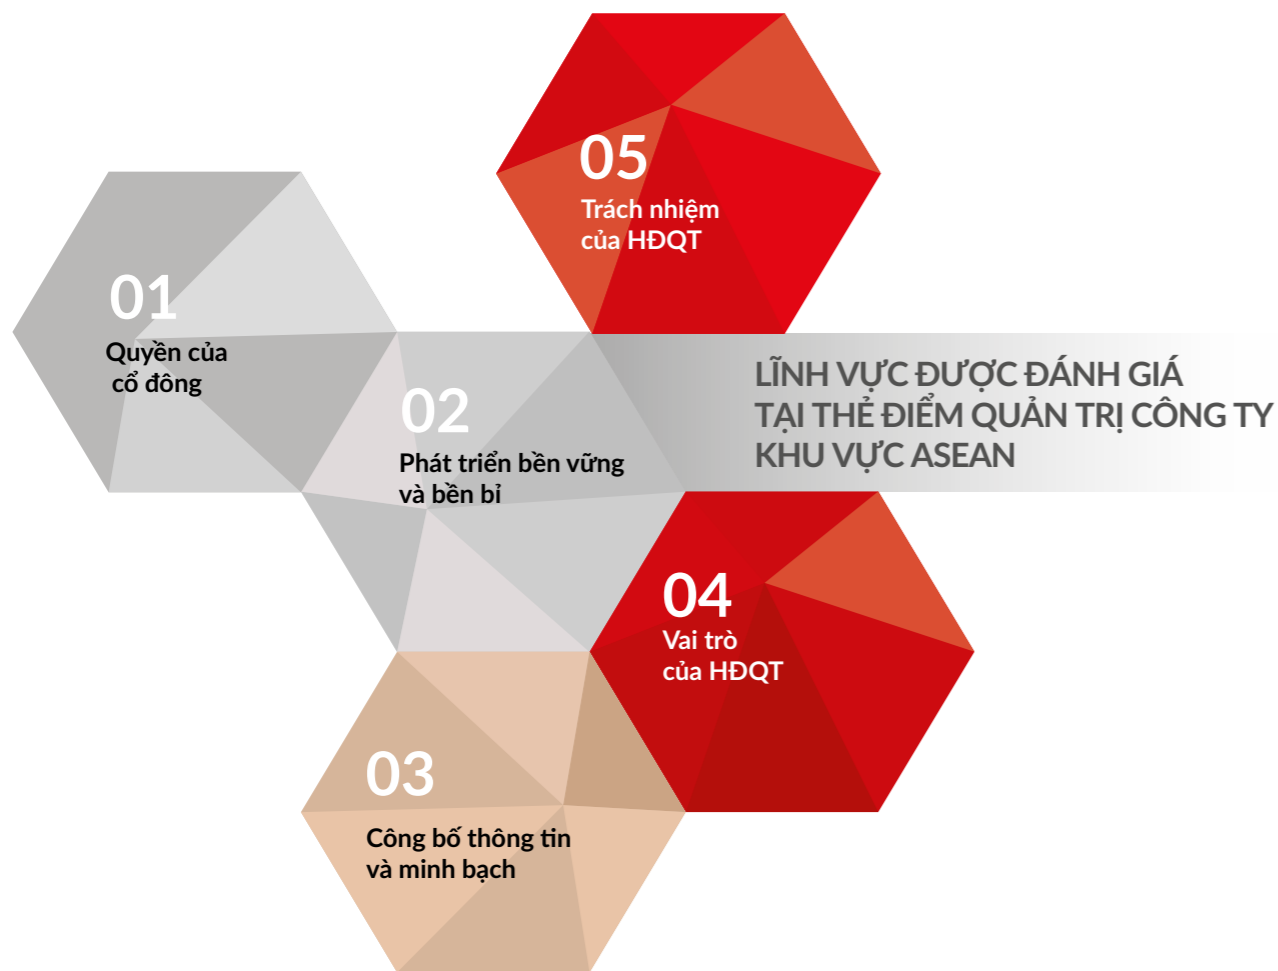 05
Trách nhiệm
của HĐQT
01
Quyền của
cổ đông
LĨNH VỰC ĐƯỢC ĐÁNH GIÁ
TẠI THẺ ĐIỂM QUẢN TRỊ CÔNG TY
KHU VỰC ASEAN
02
Phát triển bền vững
và bền bỉ
04
Vai trò
của HĐQT
03
Công bố thông tin
và minh bạch